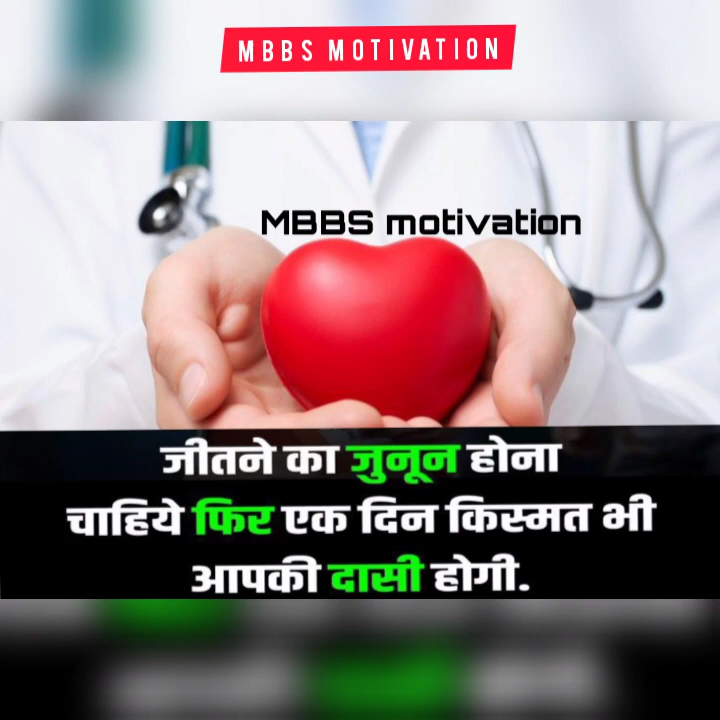 MBBS MOTIVATION
MBBS motivation
जीतने का जुनून होना
चाहिये फिर एक दिन किस्मत भी
आपकी दासी होगी.